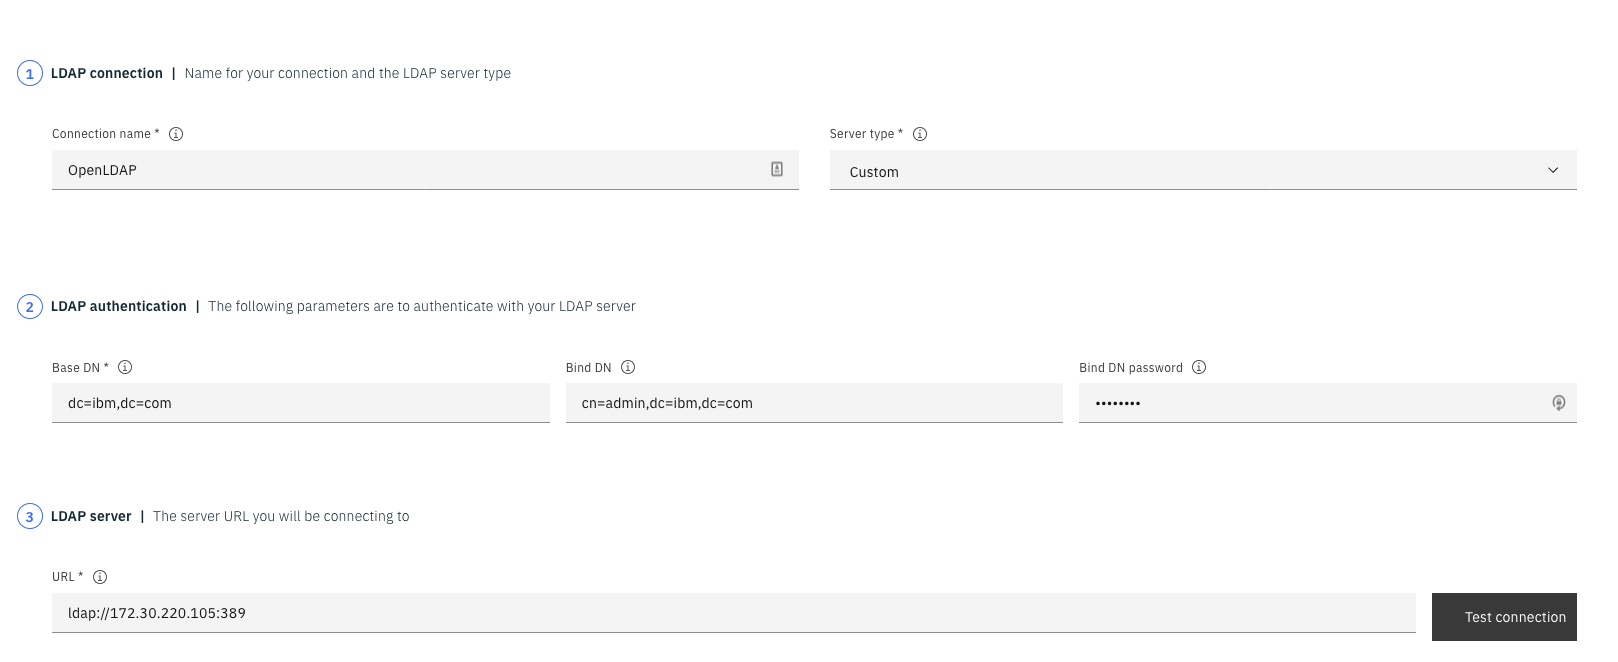 1 LDAP connection | Name for your connection and the LDAP server type
Connection name * Server type *
OpenLDAP Custom
2 LDAP authentication | The following parameters are to authenticate with your LDAP server
Base DN * Bind DN Bind DN password
dc=ibm,dc=com cn=admin,dc=ibm,dc=com ••••••••
3 LDAP server | The server URL you will be connecting to
URL *
ldap://172.30.220.105:389 Test connection